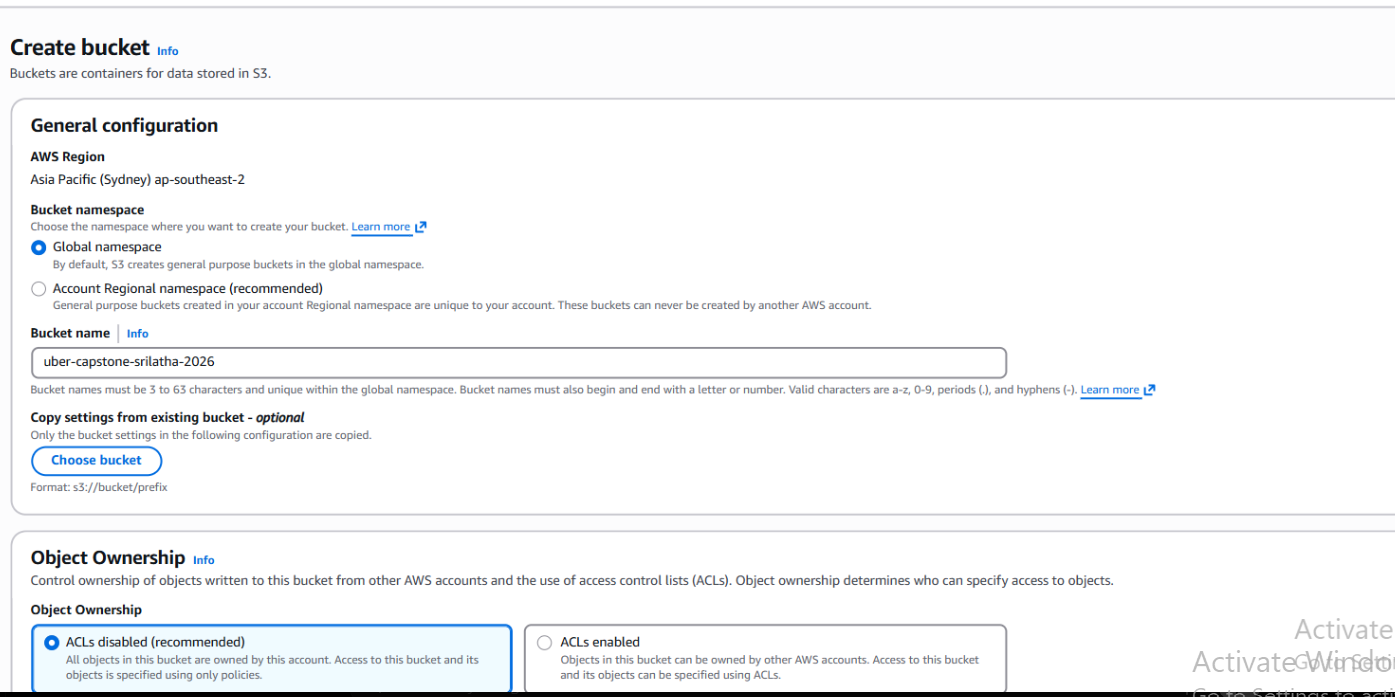 Create bucket Info
Buckets are containers for data stored in S3.
General configuration
AWS Region
Asia Pacific (Sydney) ap-southeast-2
Bucket namespace
Choose the namespace where you want to create your bucket. Learn more
Global namespace
By default, S3 creates general purpose buckets in the global namespace.
Account Regional namespace (recommended)
General purpose buckets created in your account Regional namespace are unique to your account. These buckets can never be created by another AWS account.
Bucket name Info
uber-capstone-srilatha-2026
Bucket names must be 3 to 63 characters and unique within the global namespace. Bucket names must also begin and end with a letter or number. Valid characters are a-z, 0-9, periods (.), and hyphens (-). Learn more
Copy settings from existing bucket - optional
Only the bucket settings in the following configuration are copied.
Choose bucket
Format: s3://bucket/prefix
Object Ownership Info
Control ownership of objects written to this bucket from other AWS accounts and the use of access control lists (ACLs). Object ownership determines who can specify access to objects.
Object Ownership
ACLs disabled (recommended)
All objects in this bucket are owned by this account. Access to this bucket and its
objects is specified using only policies.
ACLs enabled
Objects in this bucket can be owned by other AWS accounts. Access to this bucket
and its objects can be specified using ACLs.
Activate
Activate
Go to Settings to